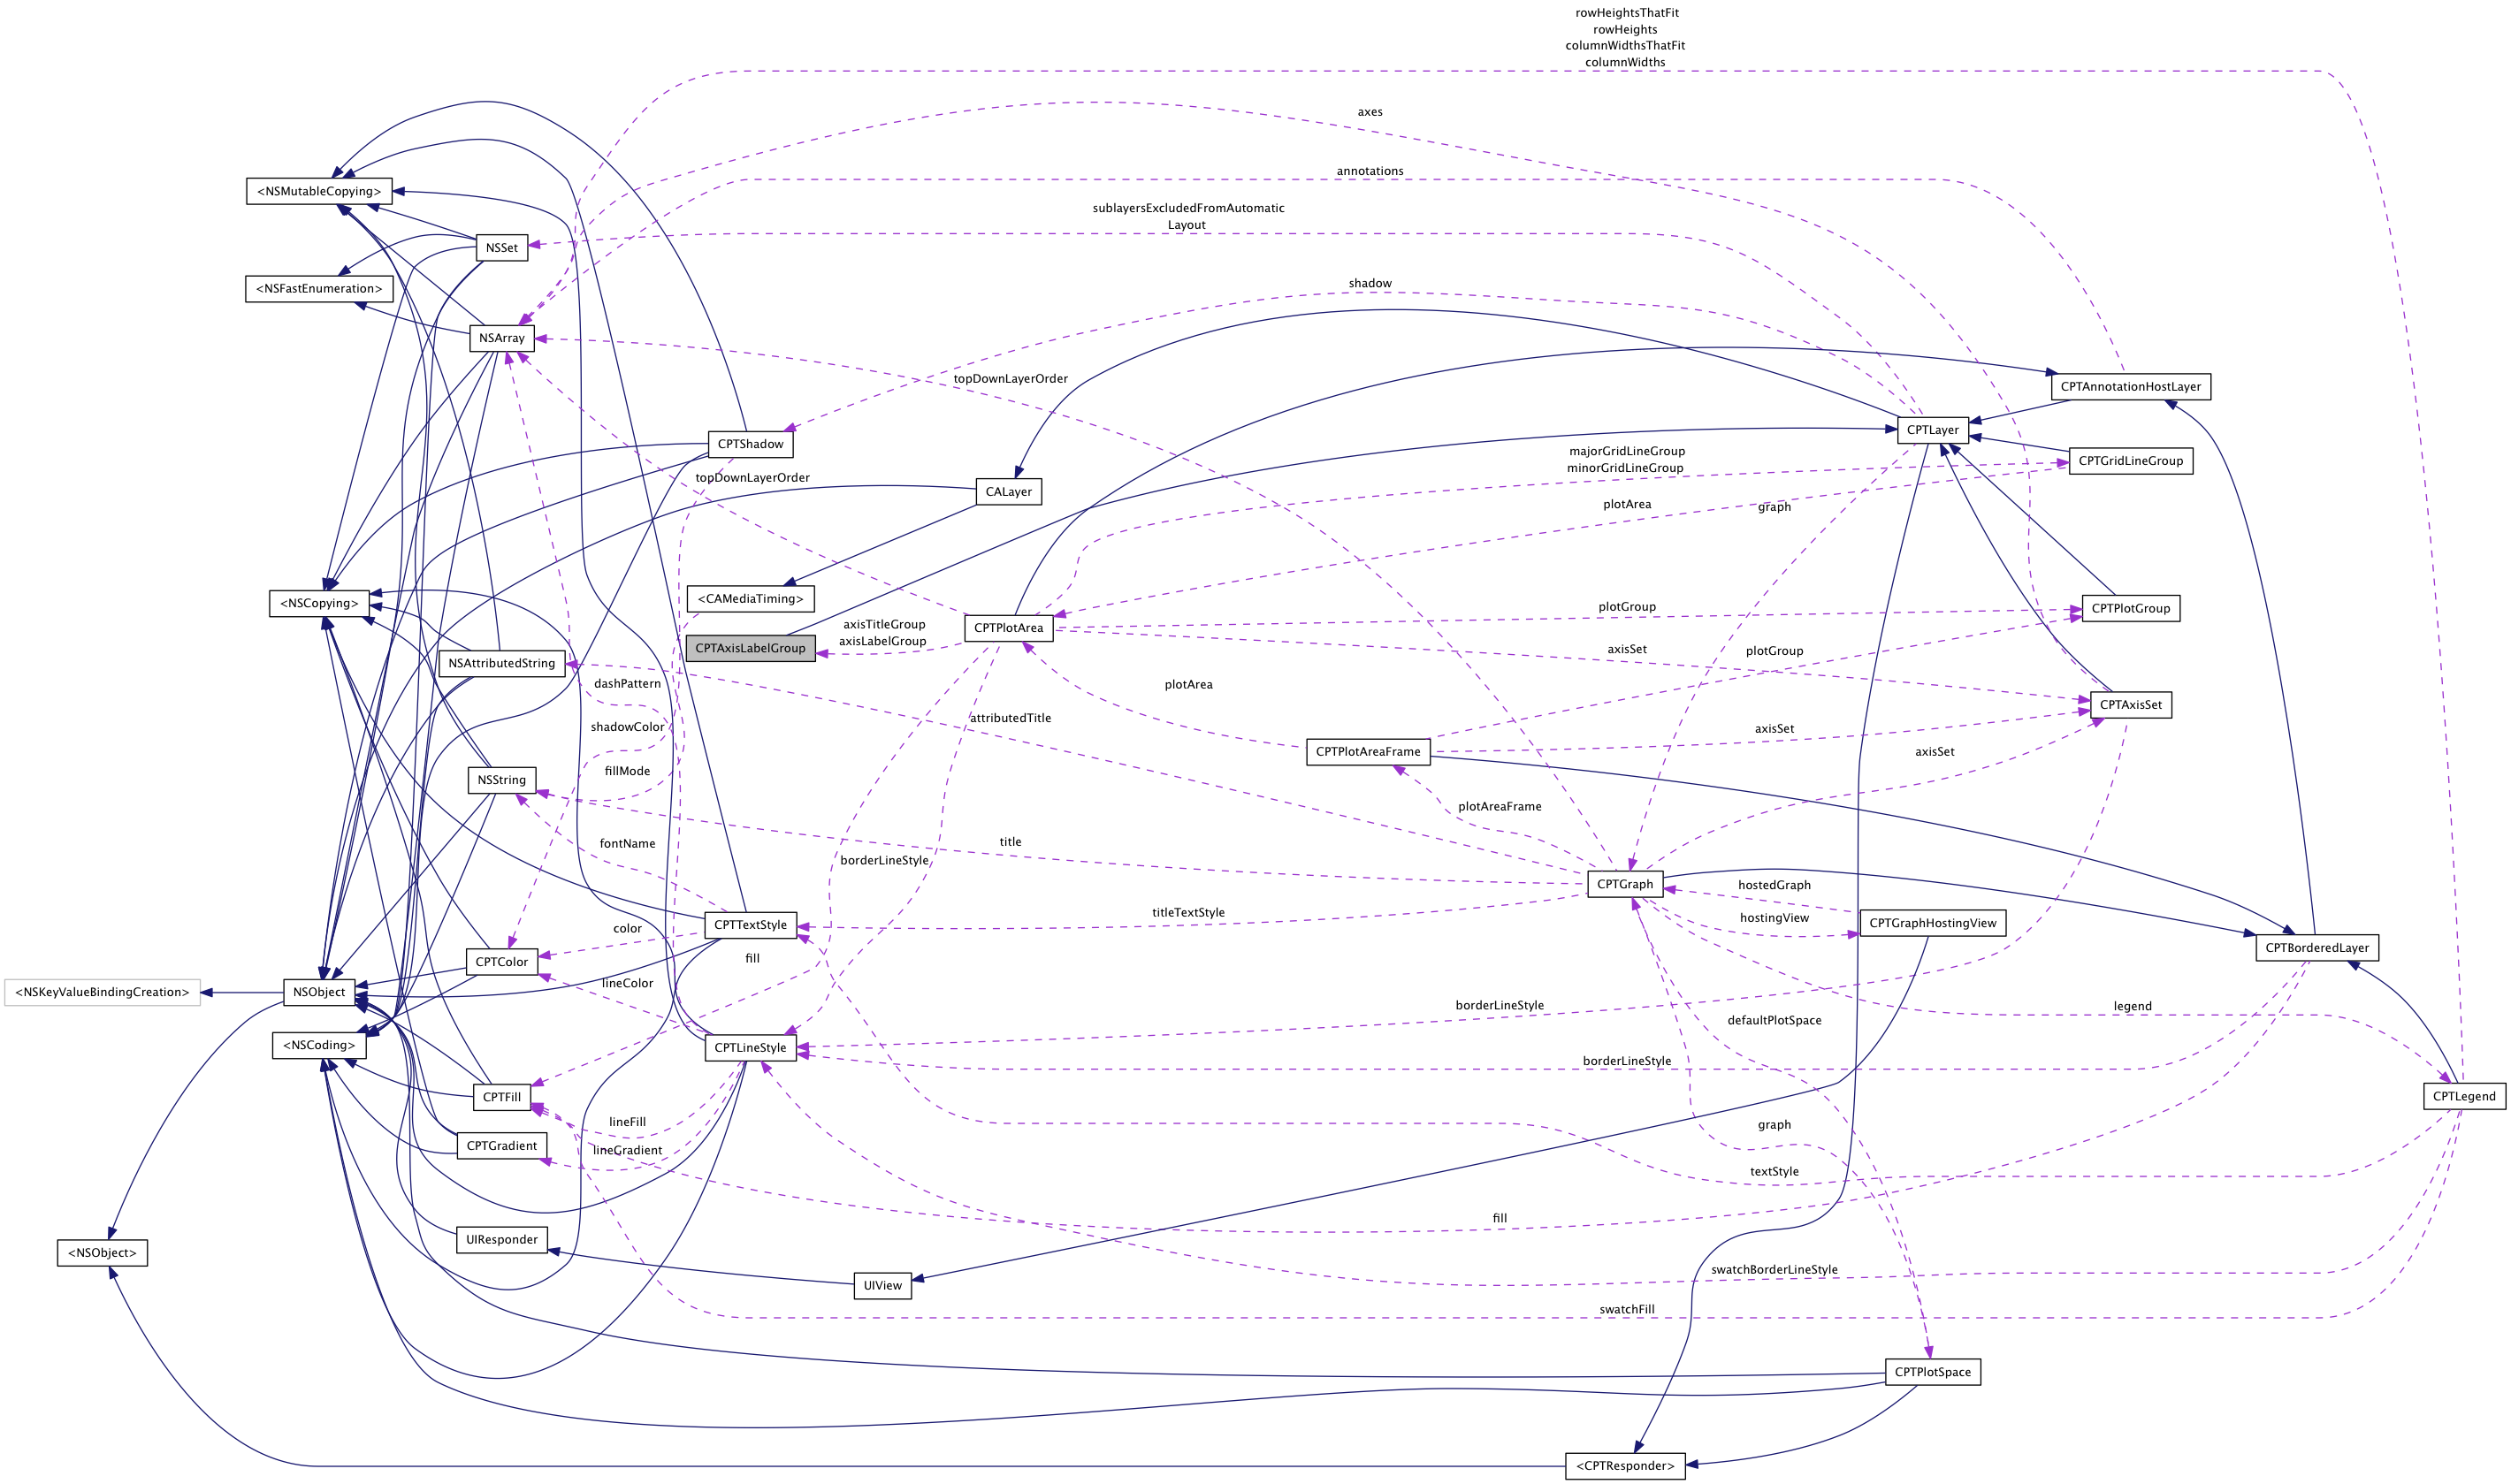 rowHeightsThatFit
rowHeights
columnWidthsThatFit
columnWidths
axes
annotations
<NSMutableCopying>
sublayersExcludedFromAutomatic
Layout
NSSet
<NSFastEnumeration>
shadow
NSArray
topDownLayerOrder
CPTAnnotationHostLayer
CPTShadow
CPTLayer
majorGridLineGroup
minorGridLineGroup
CPTGridLineGroup
topDownLayerOrder
CALayer
plotArea
graph
<NSCopying>
<CAMediaTiming>
CPTPlotArea
axisTitleGroup
axisLabelGroup
CPTAxisLabelGroup
plotGroup
CPTPlotGroup
NSAttributedString
axisSet
plotGroup
dashPattern
plotArea
CPTAxisSet
attributedTitle
shadowColor
axisSet
CPTPlotAreaFrame
axisSet
NSString
fillMode
plotAreaFrame
fontName
title
borderLineStyle
CPTGraph
hostedGraph
titleTextStyle
hostingView
CPTGraphHostingView
CPTTextStyle
color
CPTColor
fill
CPTBorderedLayer
<NSKeyValueBindingCreation>
NSObject
lineColor
borderLineStyle
legend
defaultPlotSpace
<NSCoding>
CPTLineStyle
borderLineStyle
CPTFill
CPTLegend
lineFill
graph
CPTGradient
lineGradient
textStyle
fill
UIResponder
<NSObject>
UIView
swatchBorderLineStyle
swatchFill
CPTPlotSpace
<CPTResponder>